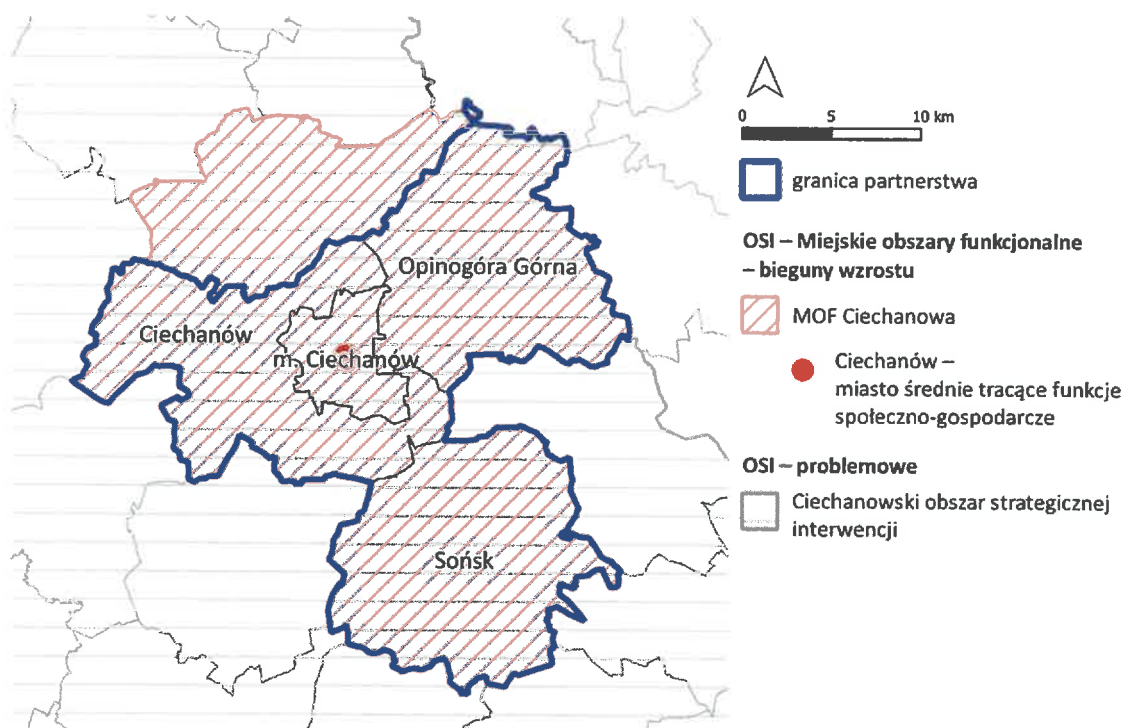 Opinogóra Górna
Ciechanów
m. Ciechanów
Sońsk
0 5 10 km
granica partnerstwa
OSI – Miejskie obszary funkcjonalne
– bieguny wzrostu
MOF Ciechanowa
Ciechanów –
miasto średnie tracące funkcje
społeczno-gospodarcze
OSI – problemowe
Ciechanowski obszar strategicznej
interwencji